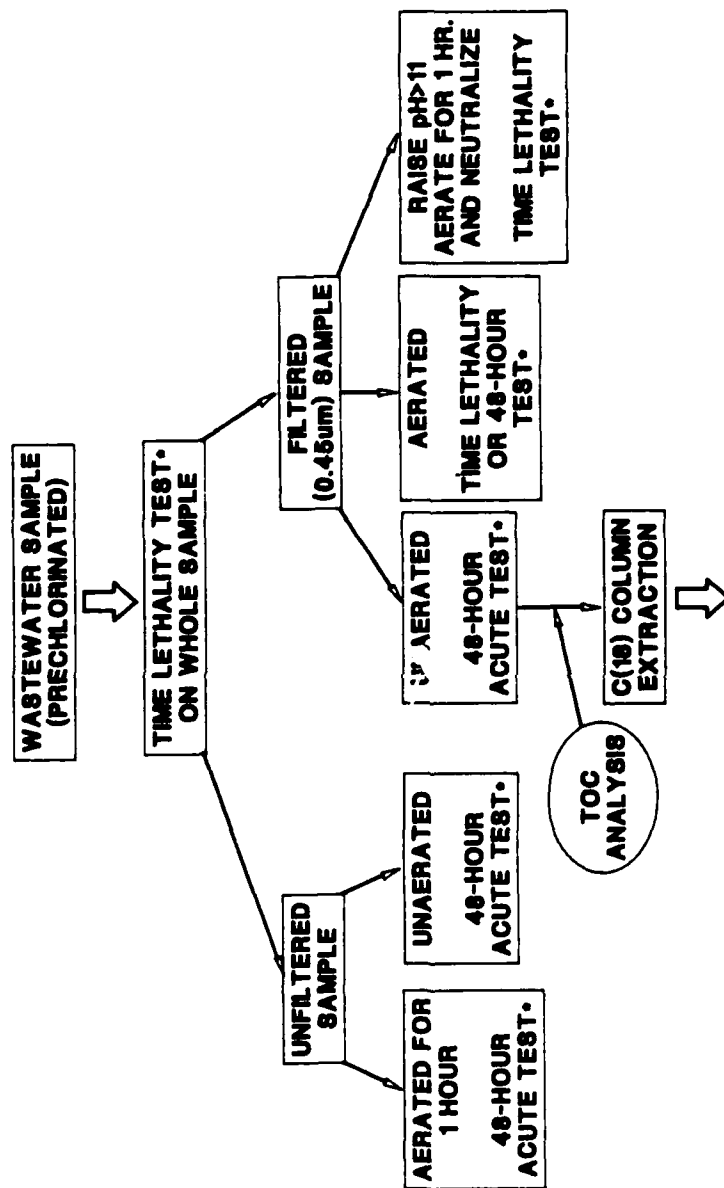 WASTEWATER SAMPLE
(PRECHLORINATED)
TIME LETHALITY TEST*
ON WHOLE SAMPLE
UNFILTERED
SAMPLE
FILTERED
(0.45um) SAMPLE
AERATED FOR
1 HOUR
48-HOUR
ACUTE TEST*
UNAERATED
48-HOUR
ACUTE TEST*
AERATED
48-HOUR
ACUTE TEST*
AERATED
TIME LETHALITY
OR 48-HOUR
TEST*
RAISE pH>11
AERATE FOR 1 HR.
AND NEUTRALIZE
TIME LETHALITY
TEST*
TOC
ANALYSIS
C(18) COLUMN
EXTRACTION